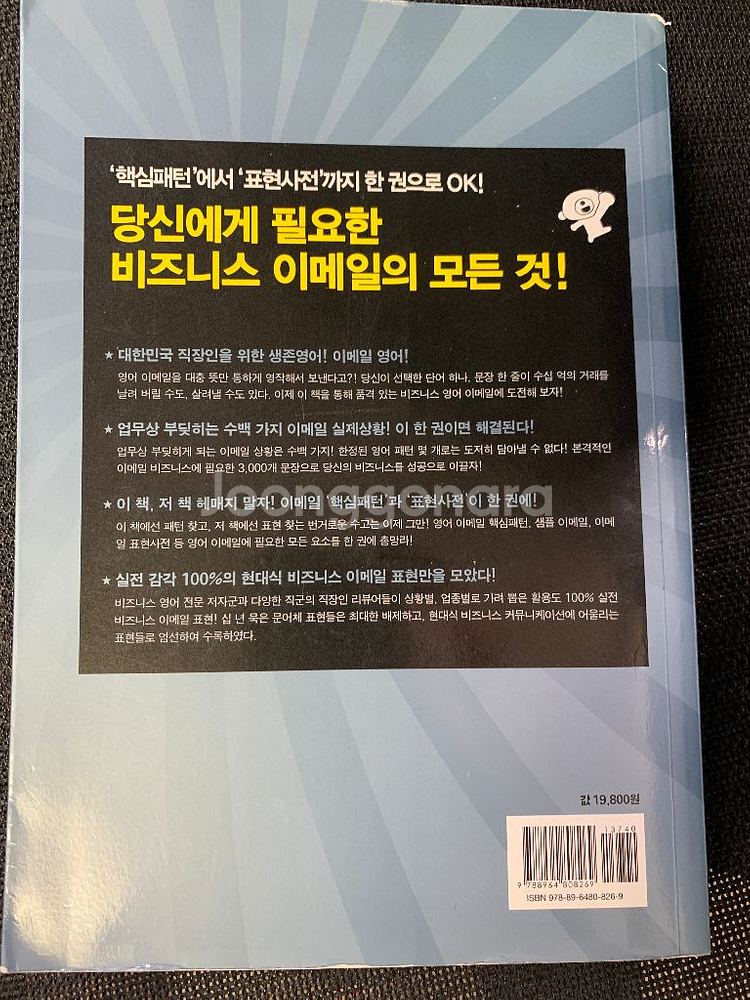 '핵심패턴'에서 '표현사전'까지 한 권으로 OK!
당신에게 필요한
비즈니스 이메일의 모든 것!
★ 대한민국 직장인을 위한 생존영어! 이메일 영어!
영어 이메일을 대충 뜻만 통하게 영작해서 보낸다고?! 당신이 선택한 단어 하나, 문장 한 줄이 수십 억의 거래를
날려 버릴 수도, 살려낼 수도 있다. 이제 이 책을 통해 품격 있는 비즈니스 영어 이메일에 도전해 보자!
★ 업무상 부딪히는 수백 가지 이메일 실제상황! 이 한 권이면 해결된다!
업무상 부딪히게 되는 이메일 상황은 수백 가지! 한정된 영어 패턴 몇 개로는 도저히 담아낼 수 없다! 본격적인
이메일 비즈니스에 필요한 3,000개 문장으로 당신의 비즈니스를 성공으로 이끌자!
★ 이 책, 저 책 헤매지 말자! 이메일 '핵심패턴'과 '표현사전'이 한 권에!
이 책에선 패턴 찾고, 저 책에선 표현 찾는 번거로운 수고는 이제 그만! 영어 이메일 핵심패턴, 샘플 이메일, 이메
일 표현사전 등 영어 이메일에 필요한 모든 요소를 한 권에 총망라!
★ 실전 감각 100%의 현대식 비즈니스 이메일 표현만을 모았다!
비즈니스 영어 전문 저자군과 다양한 직군의 직장인 리뷰어들이 상황별, 업종별로 가려 뽑은 활용도 100% 실전
비즈니스 이메일 표현! 십 년 묵은 문어체 표현들은 최대한 배제하고, 현대식 비즈니스 커뮤니케이션에 어울리는
표현들로 엄선하여 수록하였다.
joonggonara
값 19,800원
13740
9 788964 808269
ISBN 978-89-6480-826-9